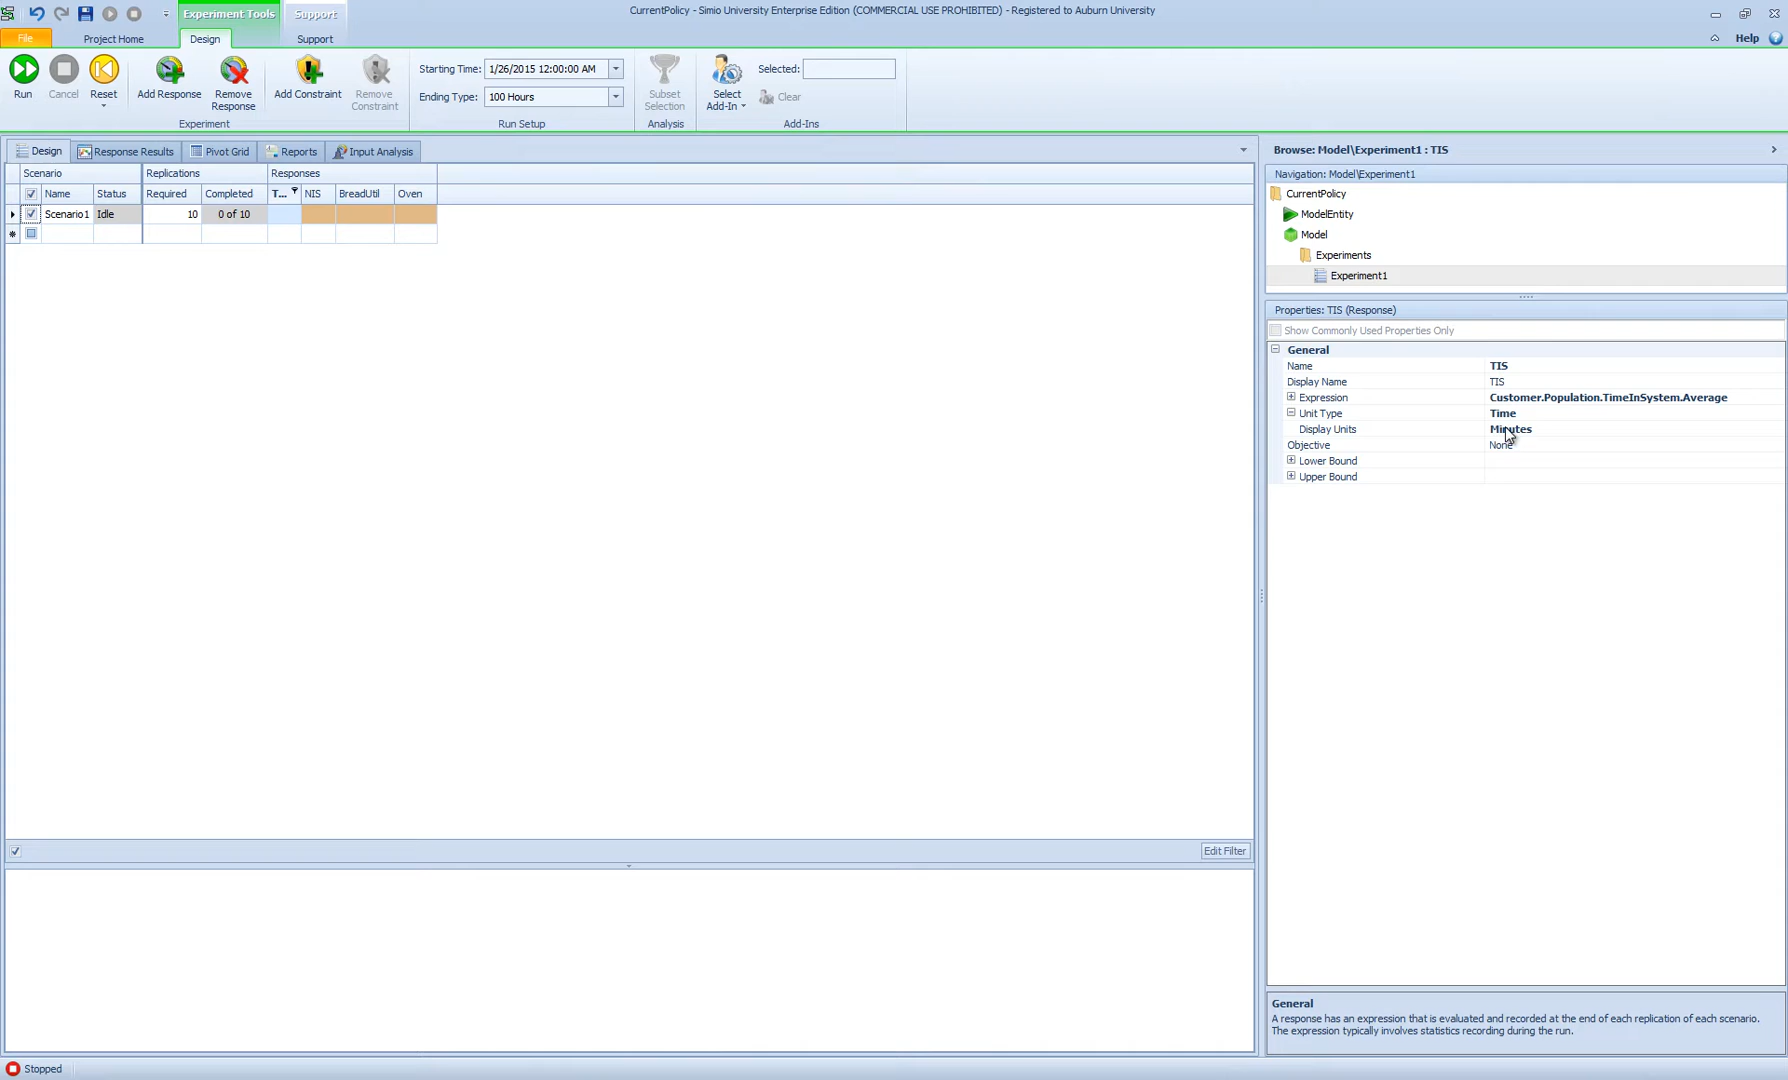 Experiment Tools
Support
CurrentPolicy - Simio University Enterprise Edition (COMMERCIAL USE PROHIBITED) - Registered to Auburn University
File
Project Home
Design
Support
Help
Run
Cancel
Reset
Add Response
Remove Response
Add Constraint
Remove Constraint
Starting Time: 1/26/2015 12:00:00 AM
Ending Type: 100 Hours
Subset Selection
Select Add-In
Selected:
Clear
Experiment
Run Setup
Analysis
Add-Ins
Design
Response Results
Pivot Grid
Reports
Input Analysis
Scenario
Replications
Responses
Name Status Required Completed T... NIS BreadUtil Oven
Scenario1 Idle 10 0 of 10
Edit Filter
Browse: Model\Experiment1 : TIS
Navigation: Model\Experiment1
CurrentPolicy
ModelEntity
Model
Experiments
Experiment1
Properties: TIS (Response)
Show Commonly Used Properties Only
General
Name TIS
Display Name TIS
Expression Customer.Population.TimeInSystem.Average
Unit Type Time
Display Units Minutes
Objective None
Lower Bound
Upper Bound
General
A response has an expression that is evaluated and recorded at the end of each replication of each scenario.
The expression typically involves statistics recording during the run.
Stopped